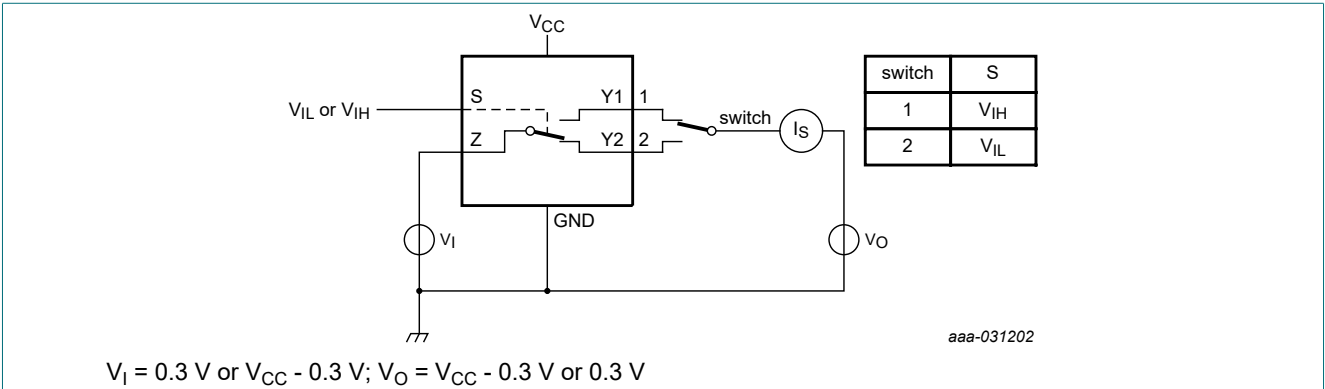 VCC
switch S
1 VIH
2 VIL
VIL or VIH
S
Y1 1
switch
IS
Z
Y2 2
GND
VI
VO
aaa-031202
VI = 0.3 V or VCC - 0.3 V; VO = VCC - 0.3 V or 0.3 V